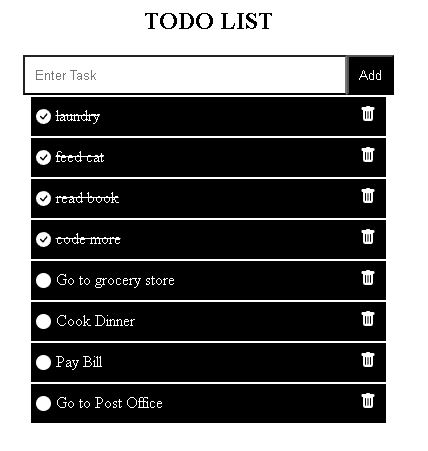 TODO LIST
Enter Task
Add
laundry
feed cat
read book
code more
Go to grocery store
Cook Dinner
Pay Bill
Go to Post Office